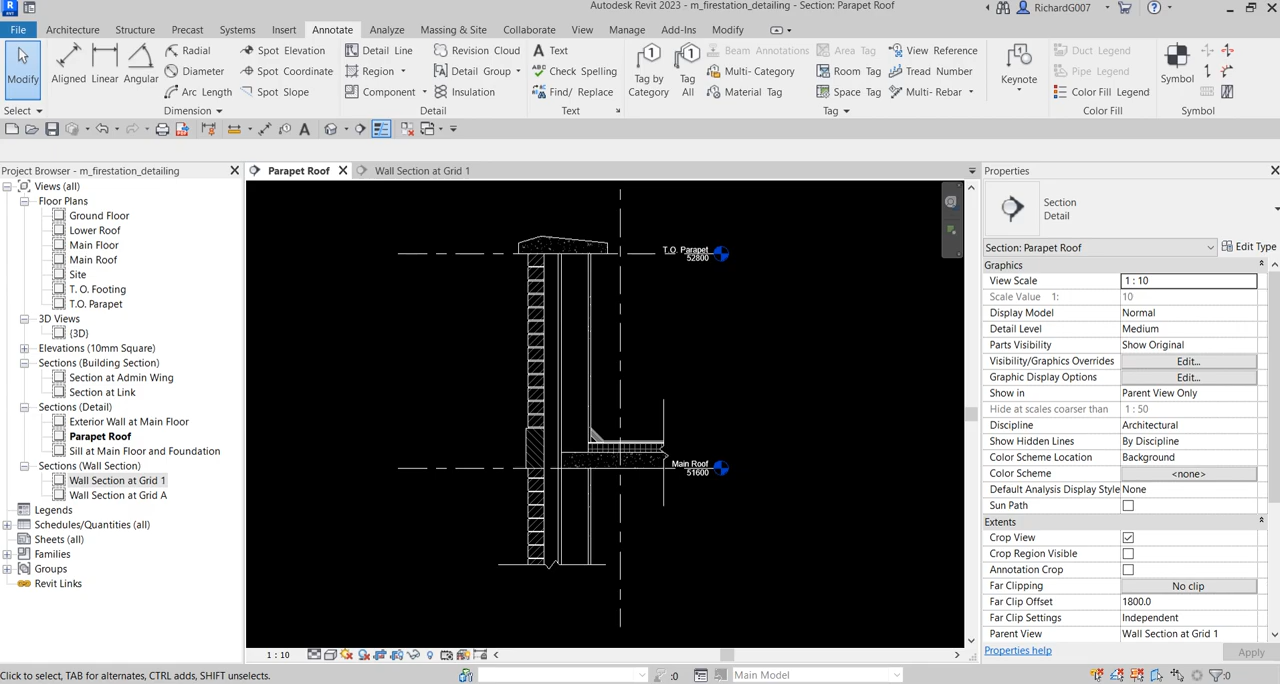 Autodesk Revit 2023 - m_firestation_detailing - Section: Parapet Roof
RichardG007
File Architecture Structure Precast Systems Insert Annotate Analyze Massing & Site Collaborate View Manage Add-Ins Modify
Modify
Select
Aligned Linear Angular
Radial
Diameter
Arc Length
Spot Elevation
Spot Coordinate
Spot Slope
Dimension
Detail Line
Region
Component
Revision Cloud
Detail Group
Insulation
Detail
Text
Check Spelling
Find/ Replace
Text
Tag by
Category
Tag
All
Beam Annotations
Multi- Category
Material Tag
Area Tag
Room Tag
Space Tag
View Reference
Tread Number
Multi- Rebar
Tag
Keynote
Duct Legend
Pipe Legend
Color Fill Legend
Color Fill
Symbol
Symbol
Project Browser - m_firestation_detailing
Views (all)
Floor Plans
Ground Floor
Lower Roof
Main Floor
Main Roof
Site
T. O. Footing
T.O. Parapet
3D Views
{3D}
Elevations (10mm Square)
Sections (Building Section)
Section at Admin Wing
Section at Link
Sections (Detail)
Exterior Wall at Main Floor
Parapet Roof
Sill at Main Floor and Foundation
Sections (Wall Section)
Wall Section at Grid 1
Wall Section at Grid A
Legends
Schedules/Quantities (all)
Sheets (all)
Families
Groups
Revit Links
Parapet Roof
Wall Section at Grid 1
T.O. Parapet
52800
Main Roof
51600
1 : 10
Properties
Section
Detail
Section: Parapet Roof
Edit Type
Graphics
View Scale 1 : 10
Scale Value 1: 10
Display Model Normal
Detail Level Medium
Parts Visibility Show Original
Visibility/Graphics Overrides Edit...
Graphic Display Options Edit...
Show in Parent View Only
Hide at scales coarser than 1 : 50
Discipline Architectural
Show Hidden Lines By Discipline
Color Scheme Location Background
Color Scheme <none>
Default Analysis Display Style None
Sun Path
Extents
Crop View
Crop Region Visible
Annotation Crop
Far Clipping No clip
Far Clip Offset 1800.0
Far Clip Settings Independent
Parent View Wall Section at Grid 1
Properties help
Apply
Click to select, TAB for alternates, CTRL adds, SHIFT unselects.
:0
Main Model
:0